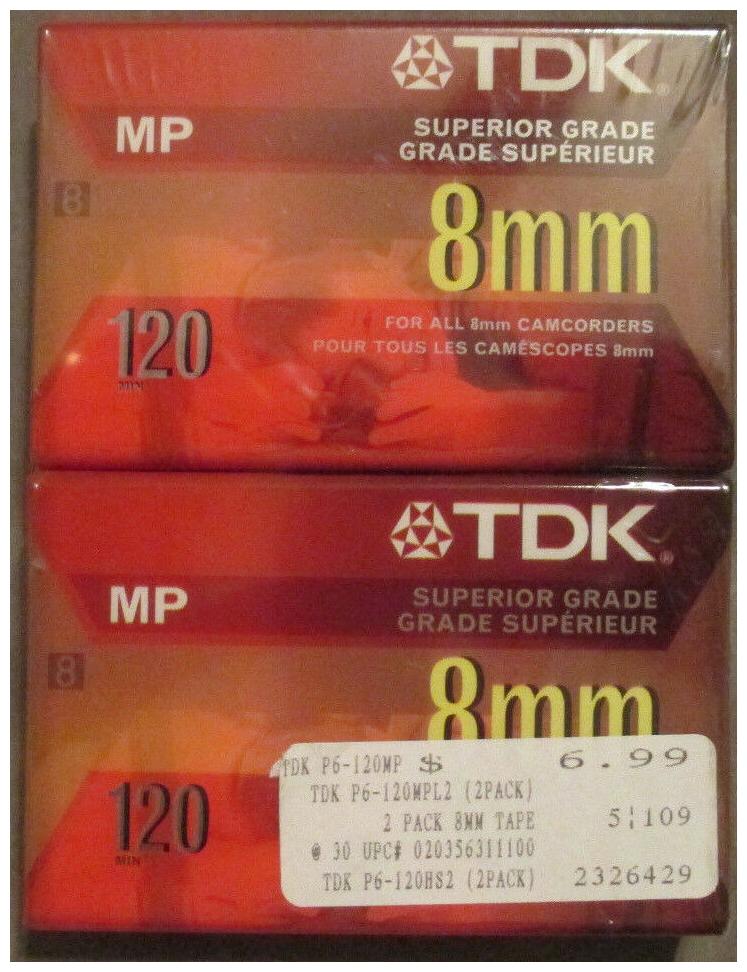 TDK®
MP
SUPERIOR GRADE
GRADE SUPÉRIEUR
8
8mm
120
MIN
FOR ALL 8mm CAMCORDERS
POUR TOUS LES CAMÉSCOPES 8mm
TDK®
MP
SUPERIOR GRADE
GRADE SUPÉRIEUR
8
8mm
120
MIN
TDK P6-120MP $ 6.99
TDK P6-120MPL2 (2PACK)
2 PACK 8MM TAPE 5¦109
@ 30 UPC# 020356311100
TDK P6-120HS2 (2PACK) 2326429